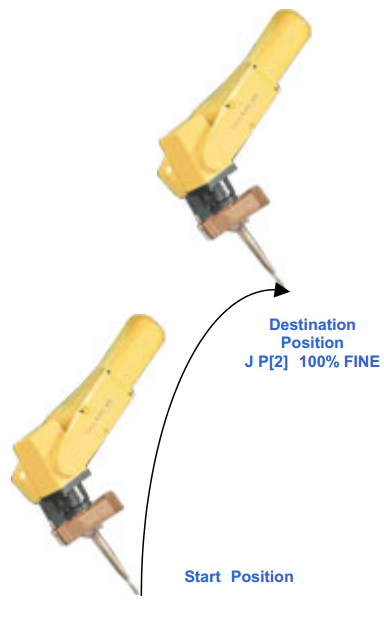 Destination
Position
J P[2] 100% FINE
Start Position